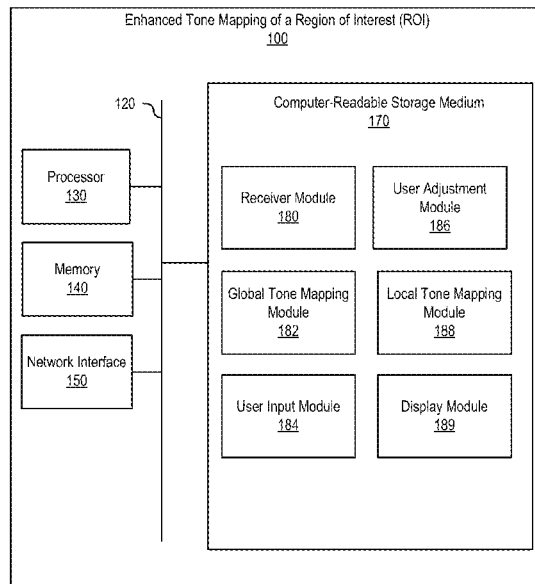 Enhanced Tone Mapping of a Region of Interest (ROI)
100
120
Computer-Readable Storage Medium
170
Processor
130
Memory
140
Network Interface
150
Receiver Module
180
User Adjustment
Module
186
Global Tone Mapping
Module
182
Local Tone Mapping
Module
188
User Input Module
184
Display Module
189